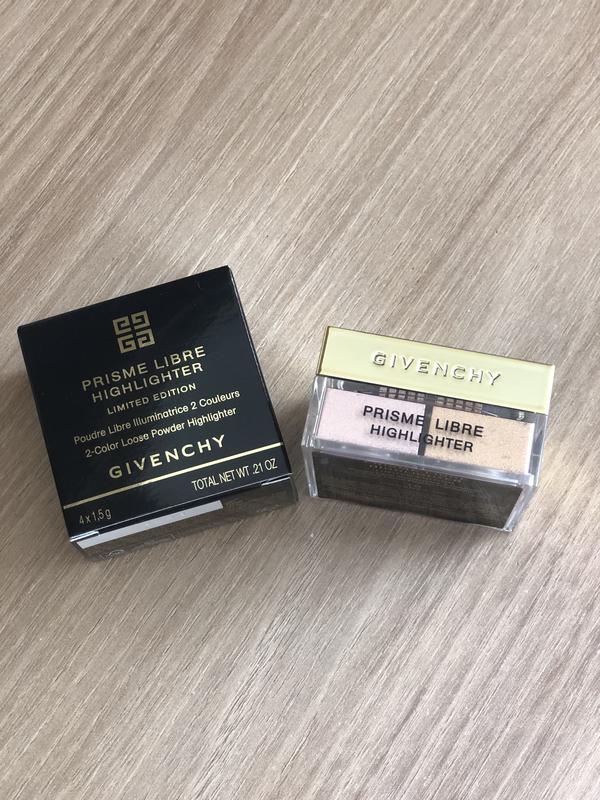 PRISME LIBRE
HIGHLIGHTER
LIMITED EDITION
Poudre Libre Illuminatrice 2 Couleurs
2-Color Loose Powder Highlighter
GIVENCHY
4 x 1,5 g
TOTAL NET WT .21 OZ
GIVENCHY
PRISME LIBRE
HIGHLIGHTER